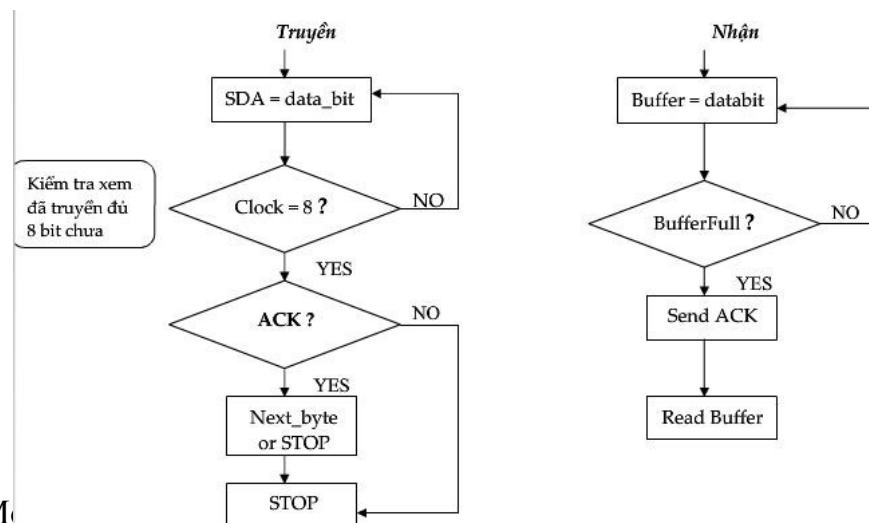 Truyền
SDA = data_bit
Kiểm tra xem
đã truyền đủ
8 bit chưa
Clock = 8 ?
NO
YES
ACK ?
NO
YES
Next_byte
or STOP
STOP
Nhận
Buffer = databit
BufferFull ?
NO
YES
Send ACK
Read Buffer